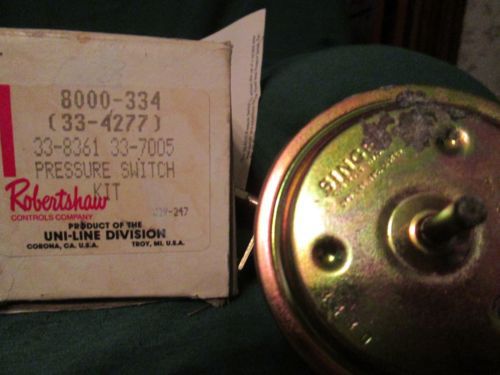 8000-334
(33-4277)
33-8361 33-7005
PRESSURE SWITCH
KIT
Robertshaw
CONTROLS COMPANY
PRODUCT OF THE
UNI-LINE DIVISION
CORONA, CA. U.S.A. TROY, MI. U.S.A.